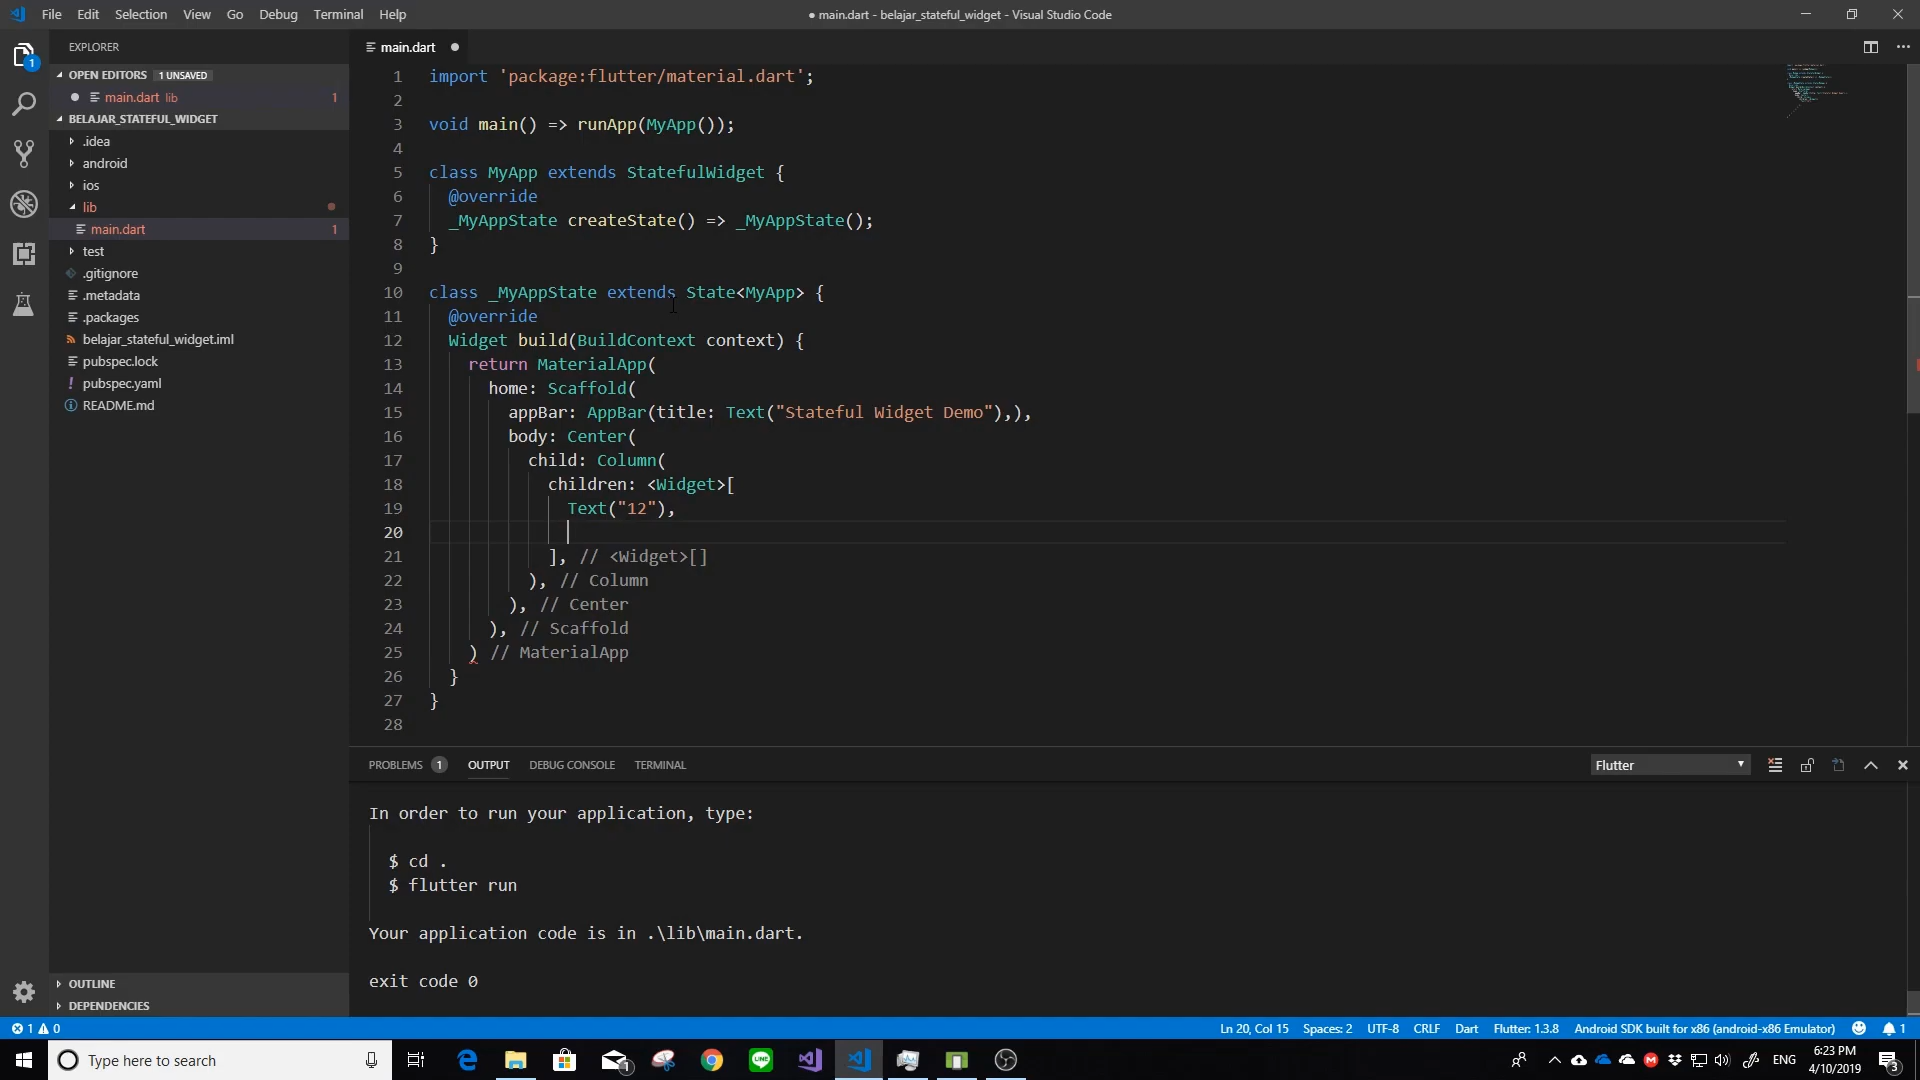 File Edit Selection View Go Debug Terminal Help
● main.dart - belajar_stateful_widget - Visual Studio Code
EXPLORER
OPEN EDITORS 1 UNSAVED
main.dart lib 1
BELAJAR_STATEFUL_WIDGET
.idea
android
ios
lib
main.dart 1
test
.gitignore
.metadata
.packages
belajar_stateful_widget.iml
pubspec.lock
! pubspec.yaml
README.md
OUTLINE
DEPENDENCIES
1
main.dart
1 import 'package:flutter/material.dart';
2
3 void main() => runApp(MyApp());
4
5 class MyApp extends StatefulWidget {
6 @override
7 _MyAppState createState() => _MyAppState();
8 }
9
10 class _MyAppState extends State<MyApp> {
11 @override
12 Widget build(BuildContext context) {
13 return MaterialApp(
14 home: Scaffold(
15 appBar: AppBar(title: Text("Stateful Widget Demo"),),
16 body: Center(
17 child: Column(
18 children: <Widget>[
19 Text("12"),
20
21 ], // <Widget>[]
22 ), // Column
23 ), // Center
24 ), // Scaffold
25 ) // MaterialApp
26 }
27 }
28
PROBLEMS 1 OUTPUT DEBUG CONSOLE TERMINAL Flutter
In order to run your application, type:
$ cd .
$ flutter run
Your application code is in .\lib\main.dart.
exit code 0
1 0 Ln 20, Col 15 Spaces: 2 UTF-8 CRLF Dart Flutter: 1.3.8 Android SDK built for x86 (android-x86 Emulator) 1
Type here to search
1
LINE
ENG
6:23 PM
4/10/2019
3